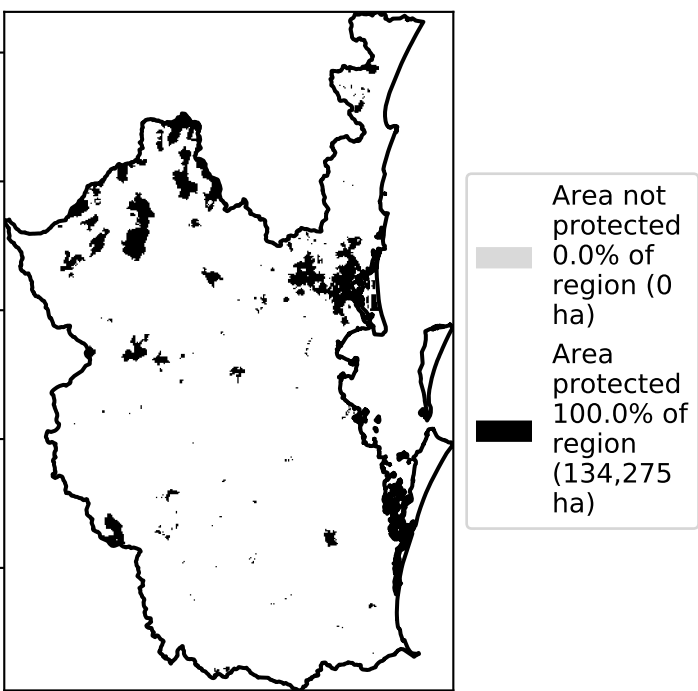 Area not
protected
0.0% of
region (0
ha)
Area
protected
100.0% of
region
(134,275
ha)